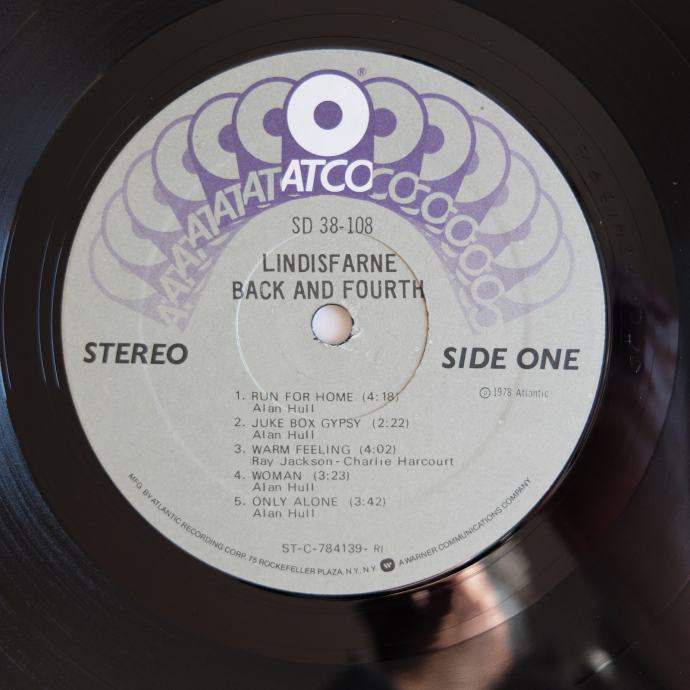 ®
ATCO
SD 38-108
LINDISFARNE
BACK AND FOURTH
STEREO
SIDE ONE
1. RUN FOR HOME (4:18)
Alan Hull
℗ 1978 Atlantic
2. JUKE BOX GYPSY (2:22)
Alan Hull
3. WARM FEELING (4:02)
Ray Jackson - Charlie Harcourt
4. WOMAN (3:23)
Alan Hull
5. ONLY ALONE (3:42)
Alan Hull
ST-C-784139- RI
MFG. BY ATLANTIC RECORDING CORP. 75 ROCKEFELLER PLAZA, N.Y., N.Y. W A WARNER COMMUNICATIONS COMPANY